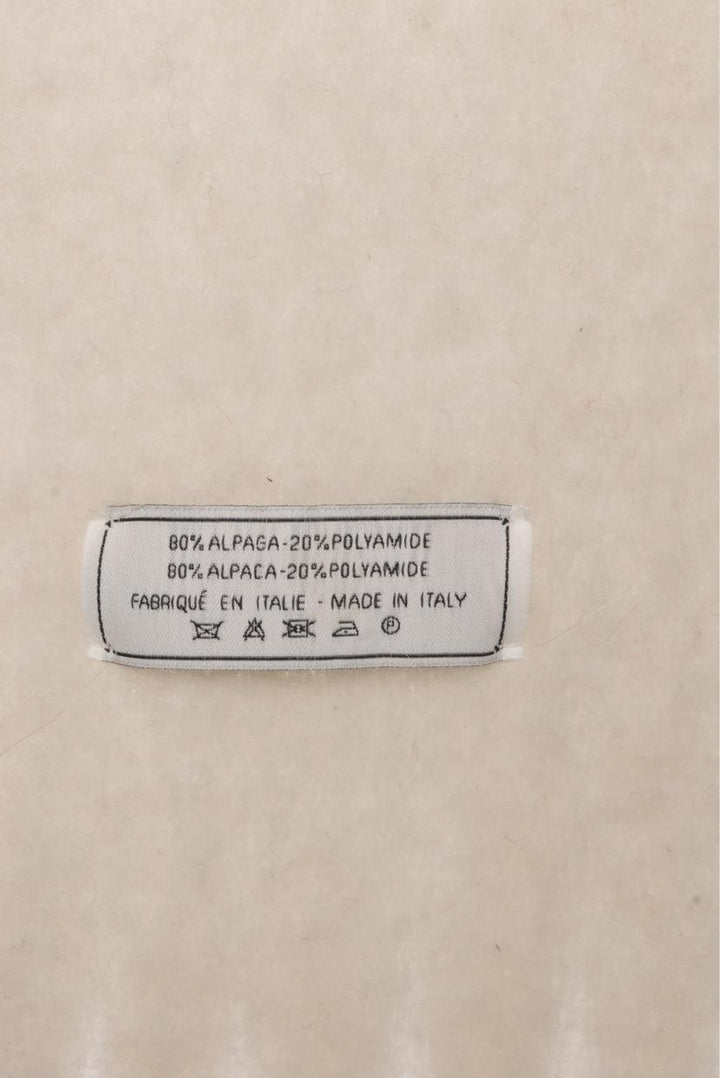 80% ALPAGA-20% POLYAMIDE
80% ALPACA-20% POLYAMIDE
FABRIQUÉ EN ITALIE - MADE IN ITALY
P